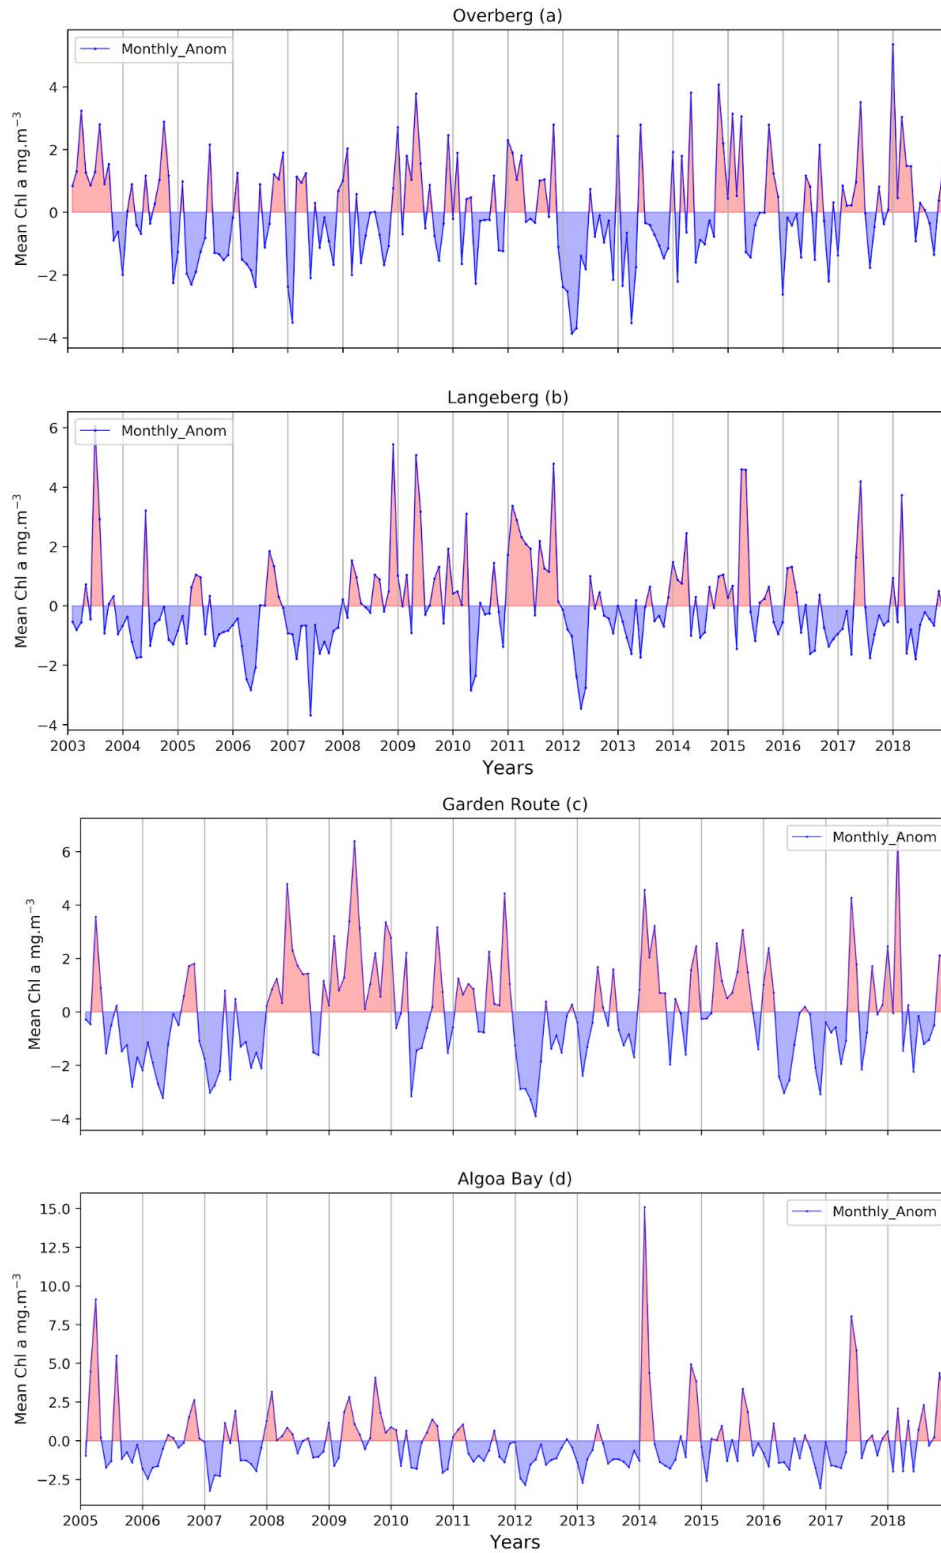 Overberg (a)
Monthly_Anom
Mean Chl a mg.m⁻³
4
2
0
−2
−4
Langeberg (b)
Monthly_Anom
Mean Chl a mg.m⁻³
6
4
2
0
−2
−4
2003 2004 2005 2006 2007 2008 2009 2010 2011 2012 2013 2014 2015 2016 2017 2018
Years
Garden Route (c)
Monthly_Anom
Mean Chl a mg.m⁻³
6
4
2
0
−2
−4
Algoa Bay (d)
Monthly_Anom
Mean Chl a mg.m⁻³
15.0
12.5
10.0
7.5
5.0
2.5
0.0
−2.5
2005 2006 2007 2008 2009 2010 2011 2012 2013 2014 2015 2016 2017 2018
Years